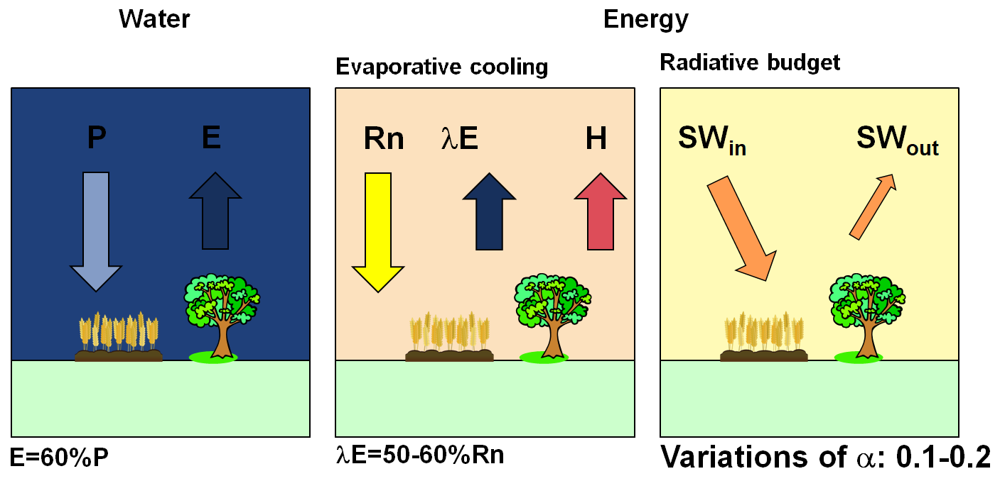 Water
Energy
Evaporative cooling
Radiative budget
P
E
Rn
λE
H
SWin
SWout
E=60%P
λE=50-60%Rn
Variations of α: 0.1-0.2